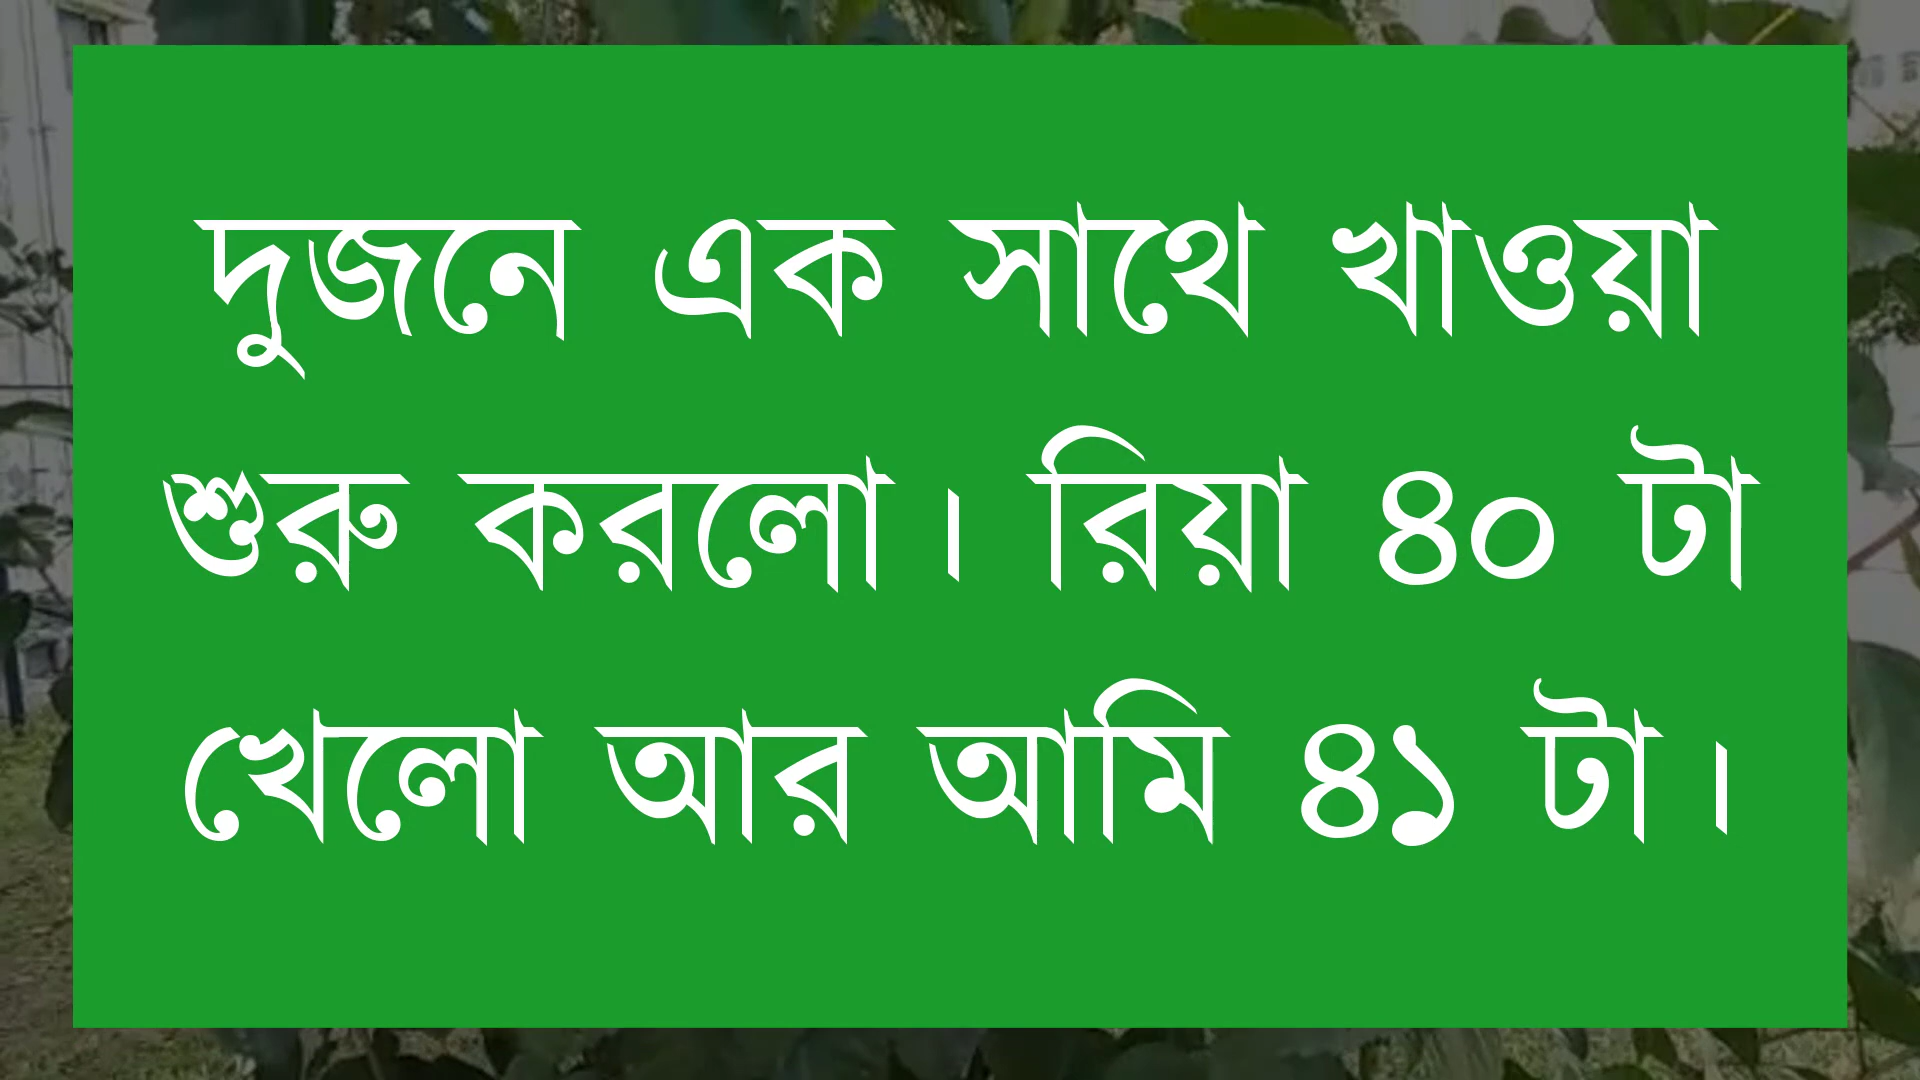 দুজনে এক সাথে খাওয়া
শুরু করলো। রিয়া ৪০ টা
খেলো আর আমি ৪১ টা।